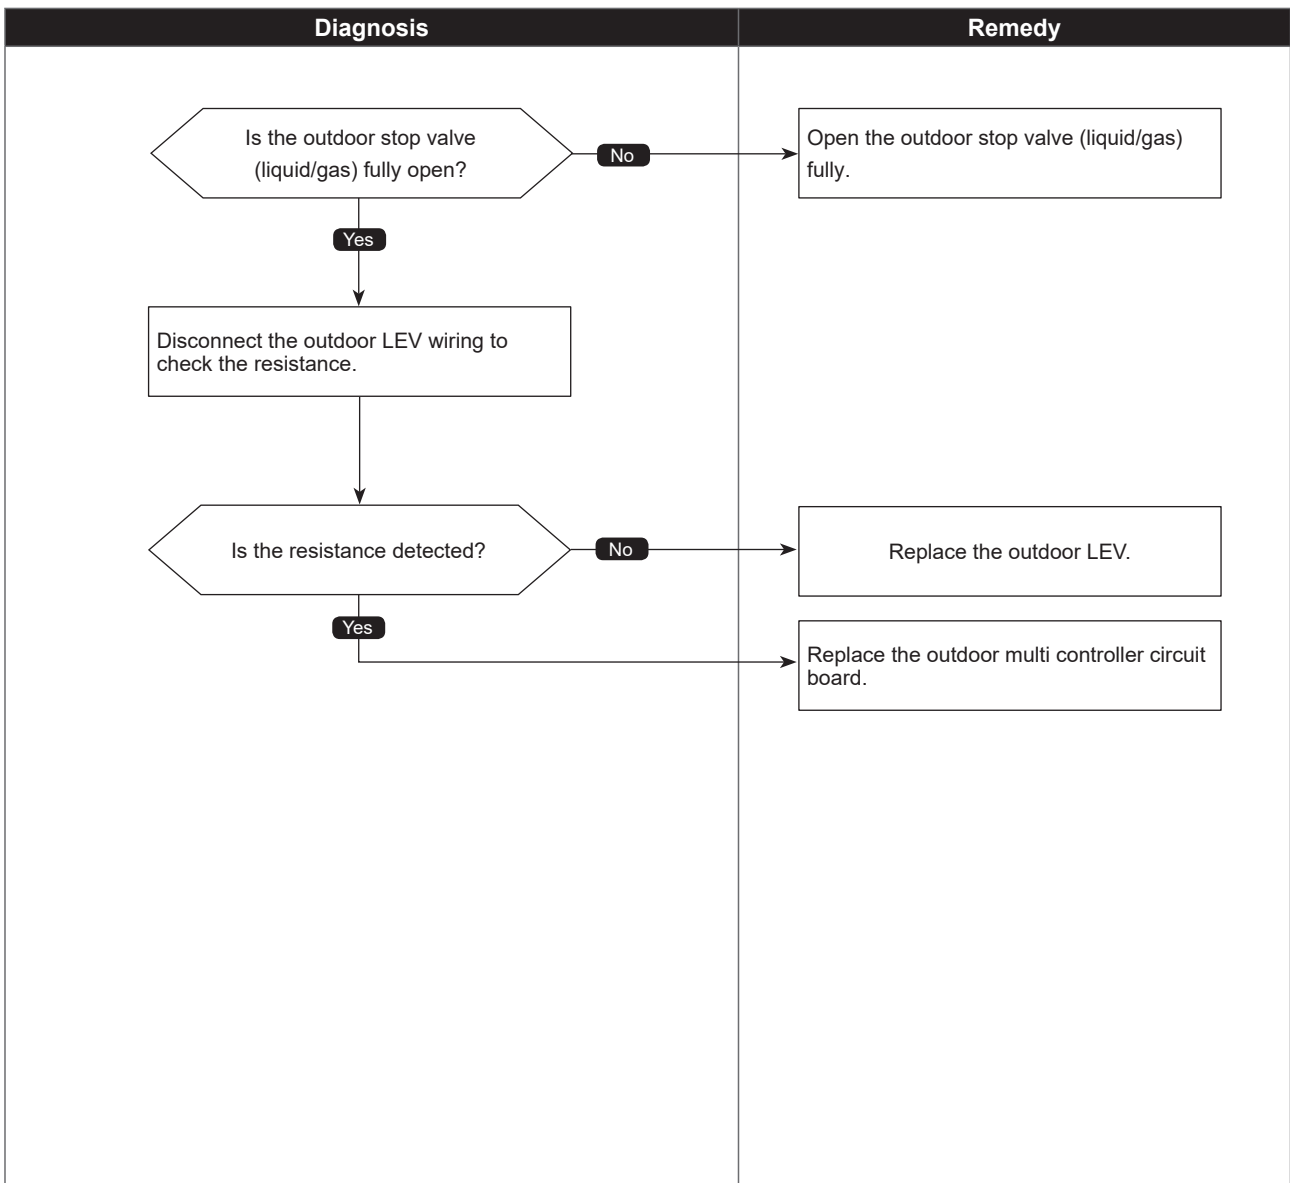 Diagnosis
Remedy
Is the outdoor stop valve
(liquid/gas) fully open?
No
Open the outdoor stop valve (liquid/gas)
fully.
Yes
Disconnect the outdoor LEV wiring to
check the resistance.
Is the resistance detected?
No
Replace the outdoor LEV.
Yes
Replace the outdoor multi controller circuit
board.